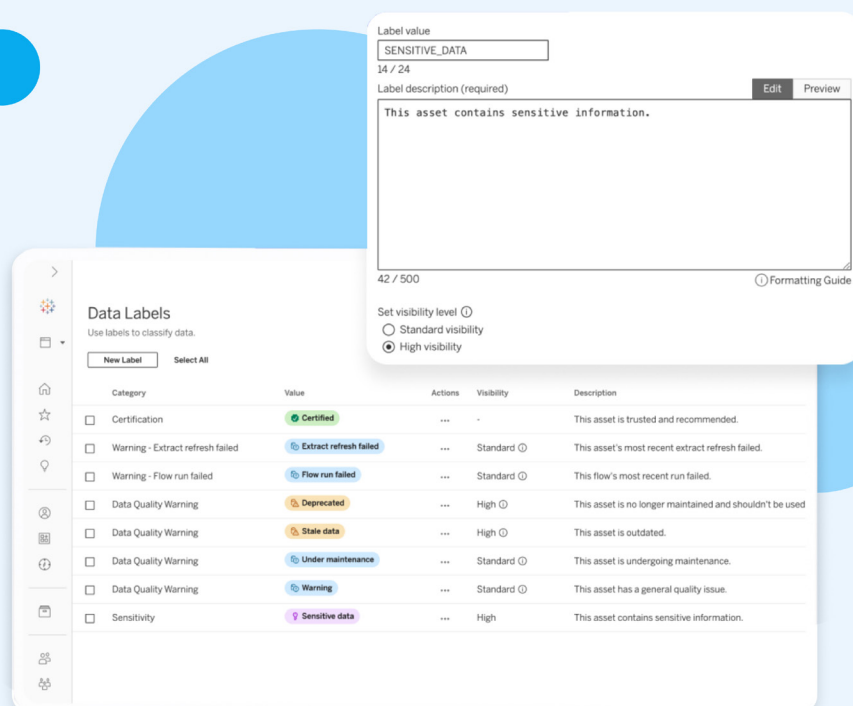 Label value
SENSITIVE_DATA
14 / 24
Label description (required)
Edit Preview
This asset contains sensitive information.
42 / 500
Formatting Guide
Set visibility level
Standard visibility
High visibility
Data Labels
Use labels to classify data.
New Label Select All
Category Value Actions Visibility Description
Certification Certified ... - This asset is trusted and recommended.
Warning - Extract refresh failed Extract refresh failed ... Standard This asset's most recent extract refresh failed.
Warning - Flow run failed Flow run failed ... Standard This flow's most recent run failed.
Data Quality Warning Deprecated ... High This asset is no longer maintained and shouldn't be used
Data Quality Warning Stale data ... High This asset is outdated.
Data Quality Warning Under maintenance ... Standard This asset is undergoing maintenance.
Data Quality Warning Warning ... Standard This asset has a general quality issue.
Sensitivity Sensitive data ... High This asset contains sensitive information.